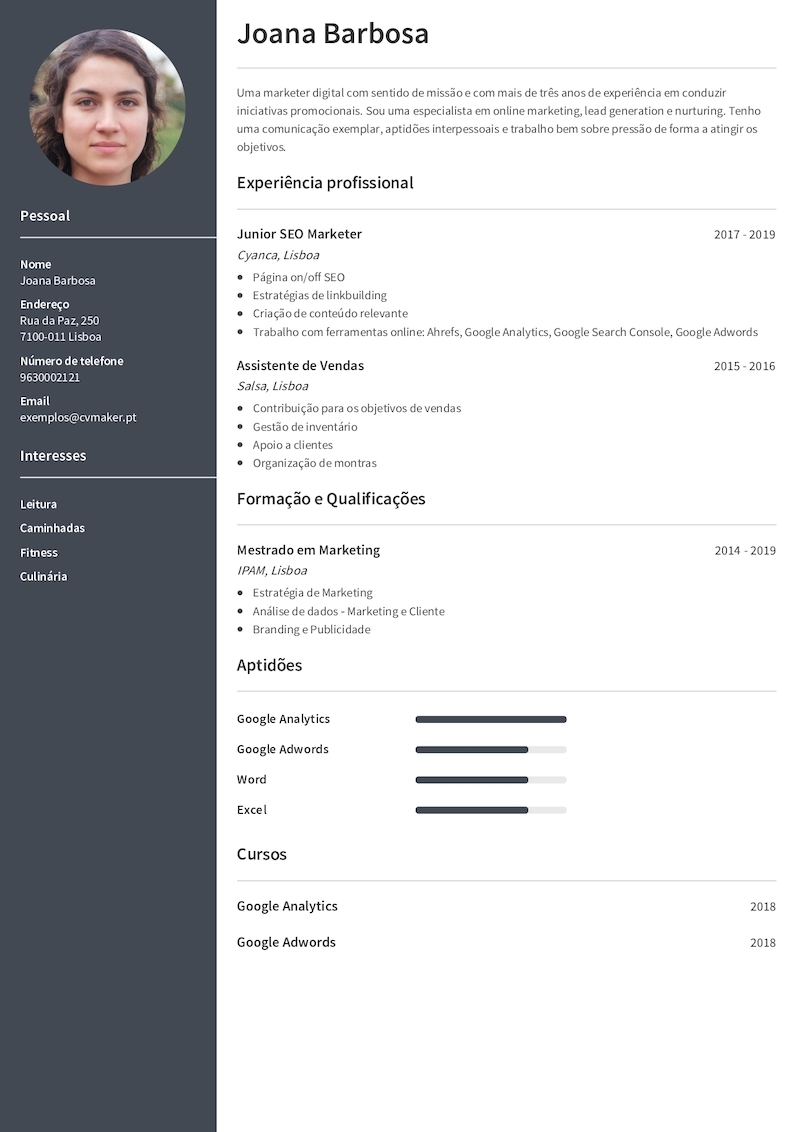 Joana Barbosa
Uma marketer digital com sentido de missão e com mais de três anos de experiência em conduzir
iniciativas promocionais. Sou uma especialista em online marketing, lead generation e nurturing. Tenho
uma comunicação exemplar, aptidões interpessoais e trabalho bem sobre pressão de forma a atingir os
objetivos.
Pessoal
Nome
Joana Barbosa
Endereço
Rua da Paz, 250
7100-011 Lisboa
Número de telefone
9630002121
Email
exemplos@cvmaker.pt
Interesses
Leitura
Caminhadas
Fitness
Culinária
Experiência profissional
Junior SEO Marketer 2017 - 2019
Cyanca, Lisboa
• Página on/off SEO
• Estratégias de linkbuilding
• Criação de conteúdo relevante
• Trabalho com ferramentas online: Ahrefs, Google Analytics, Google Search Console, Google Adwords
Assistente de Vendas 2015 - 2016
Salsa, Lisboa
• Contribuição para os objetivos de vendas
• Gestão de inventário
• Apoio a clientes
• Organização de montras
Formação e Qualificações
Mestrado em Marketing 2014 - 2019
IPAM, Lisboa
• Estratégia de Marketing
• Análise de dados - Marketing e Cliente
• Branding e Publicidade
Aptidões
Google Analytics
Google Adwords
Word
Excel
Cursos
Google Analytics 2018
Google Adwords 2018